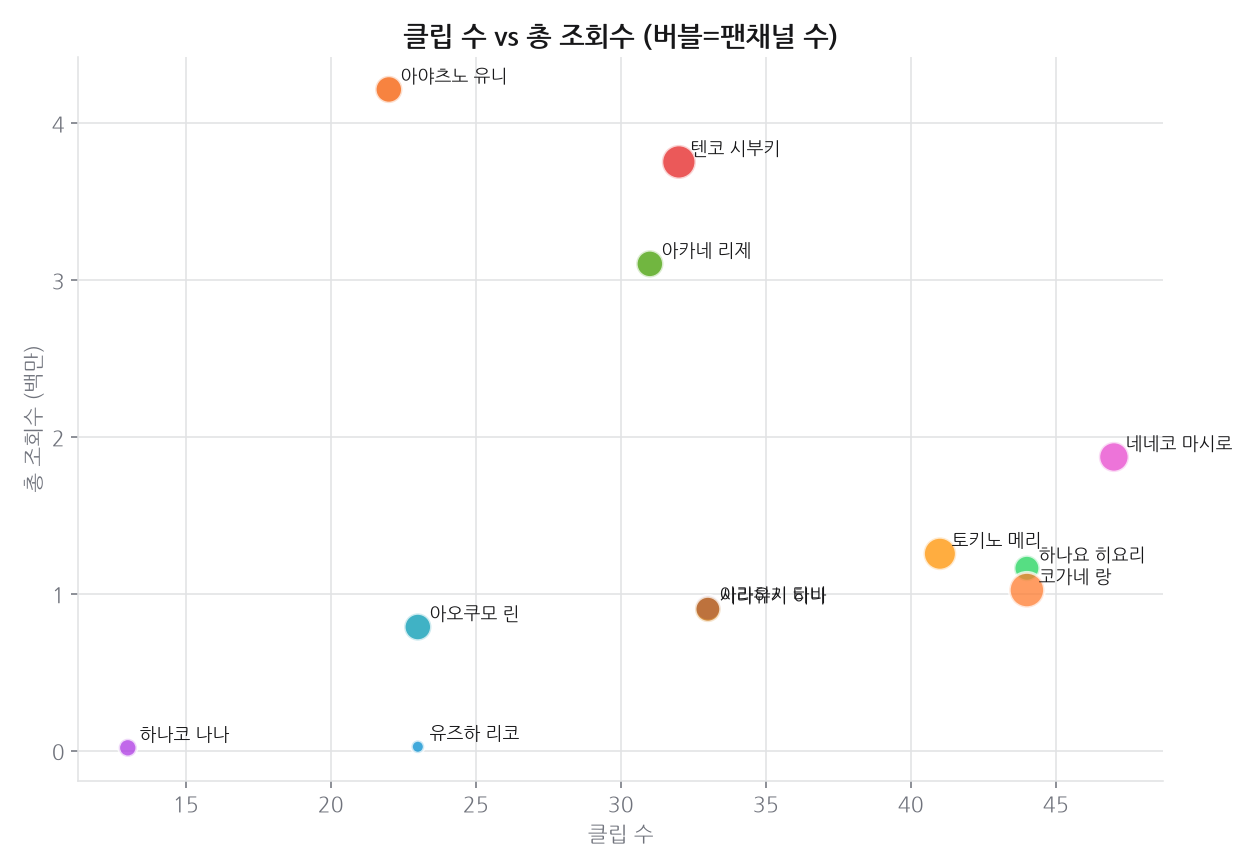 클립 수 vs 총 조회수 (버블=팬채널 수)
아야츠노 유니
텐코 시부키
아카네 리제
네네코 마시로
토키노 메리
하나요 히요리
코가네 랑
아오쿠모 린
하나코 나나
유즈하 리코
총 조회수 (백만)
4
3
2
1
0
15
20
25
30
35
40
45
클립 수